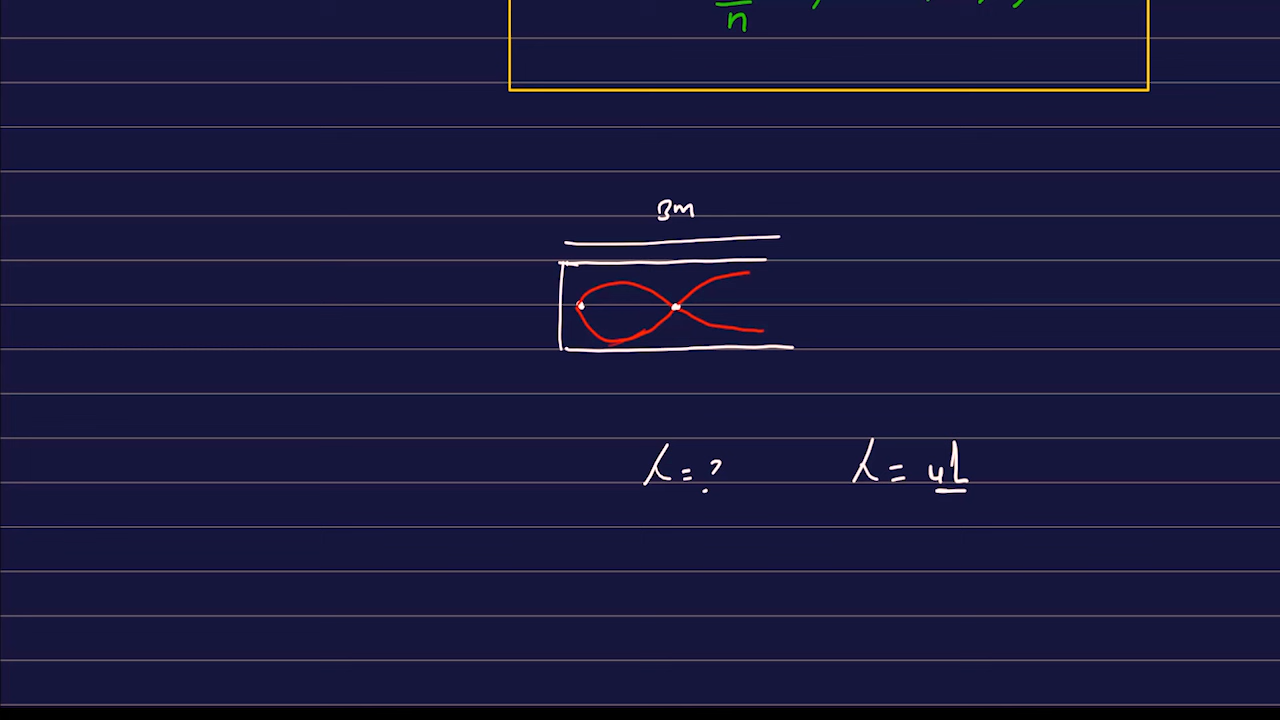 n
3m
λ = ?
λ = 4L